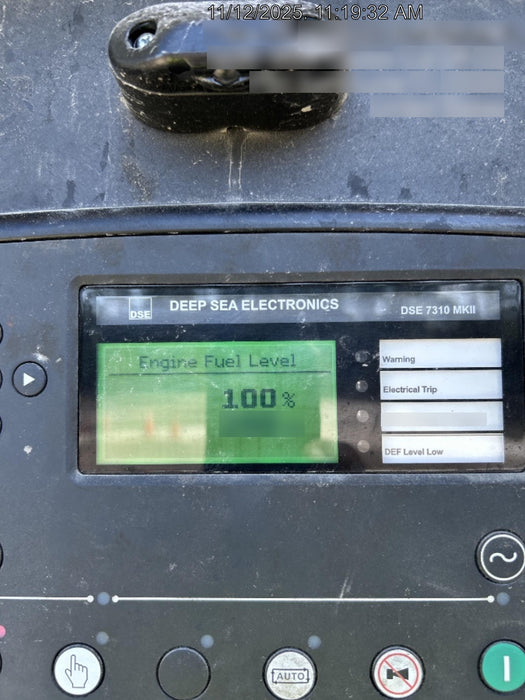 11/12/2025, 11:19:32 AM
DSE
DEEP SEA ELECTRONICS
DSE 7310 MKII
Engine Fuel Level
100 %
Warning
Electrical Trip
DEF Level Low
AUTO
I